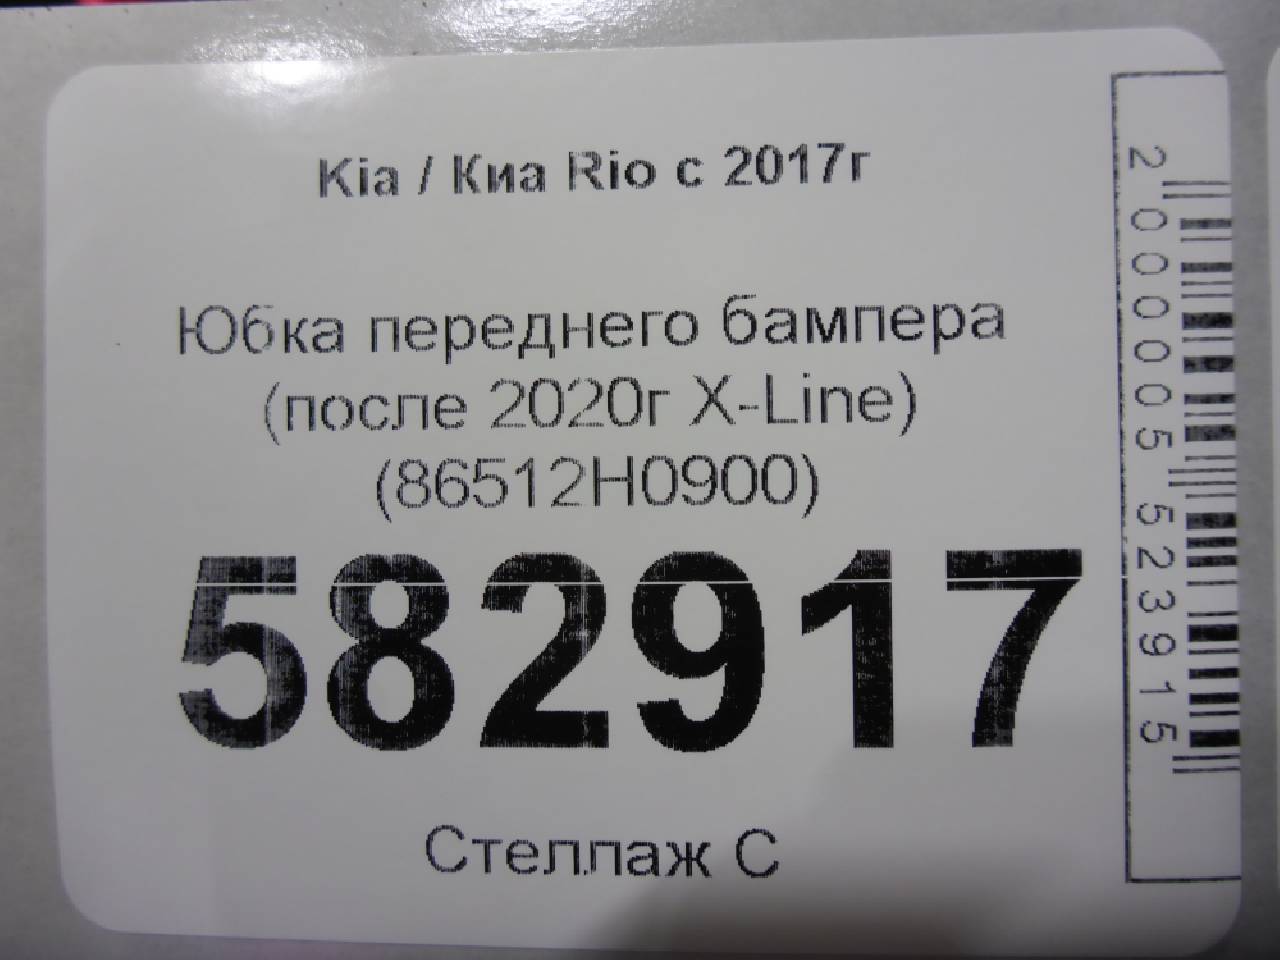 Kia / Киа Rio с 2017г
Юбка переднего бампера
(после 2020г X-Line)
(86512H0900)
582917
Стеллаж С
2000005523915